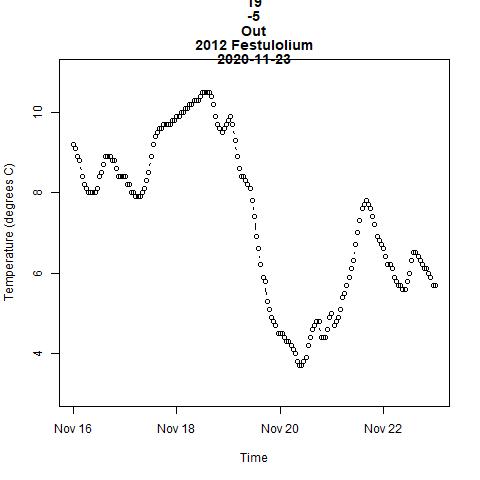 19
-5
Out
2012 Festulolium
2020-11-23
Temperature (degrees C)
10
8
6
4
Nov 16 Nov 18 Nov 20 Nov 22
Time